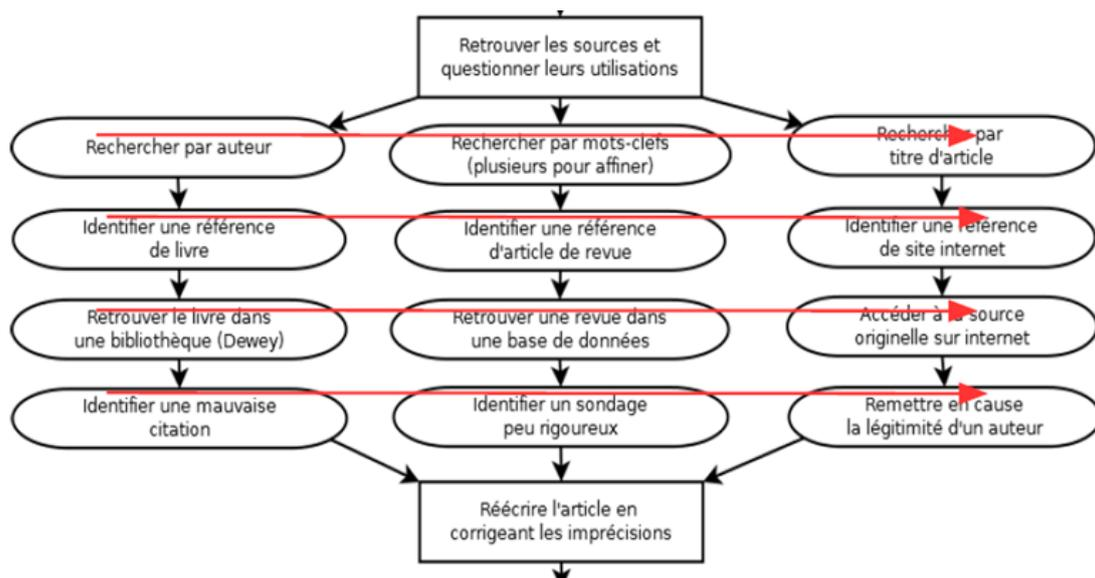 Retrouver les sources et
questionner leurs utilisations
Rechercher par auteur
Rechercher par mots-clefs
(plusieurs pour affiner)
Rechercher par
titre d'article
Identifier une référence
de livre
Identifier une référence
d'article de revue
Identifier une référence
de site internet
Retrouver le livre dans
une bibliothèque (Dewey)
Retrouver une revue dans
une base de données
Accéder à la source
originelle sur internet
Identifier une mauvaise
citation
Identifier un sondage
peu rigoureux
Remettre en cause
la légitimité d'un auteur
Réécrire l'article en
corrigeant les imprécisions